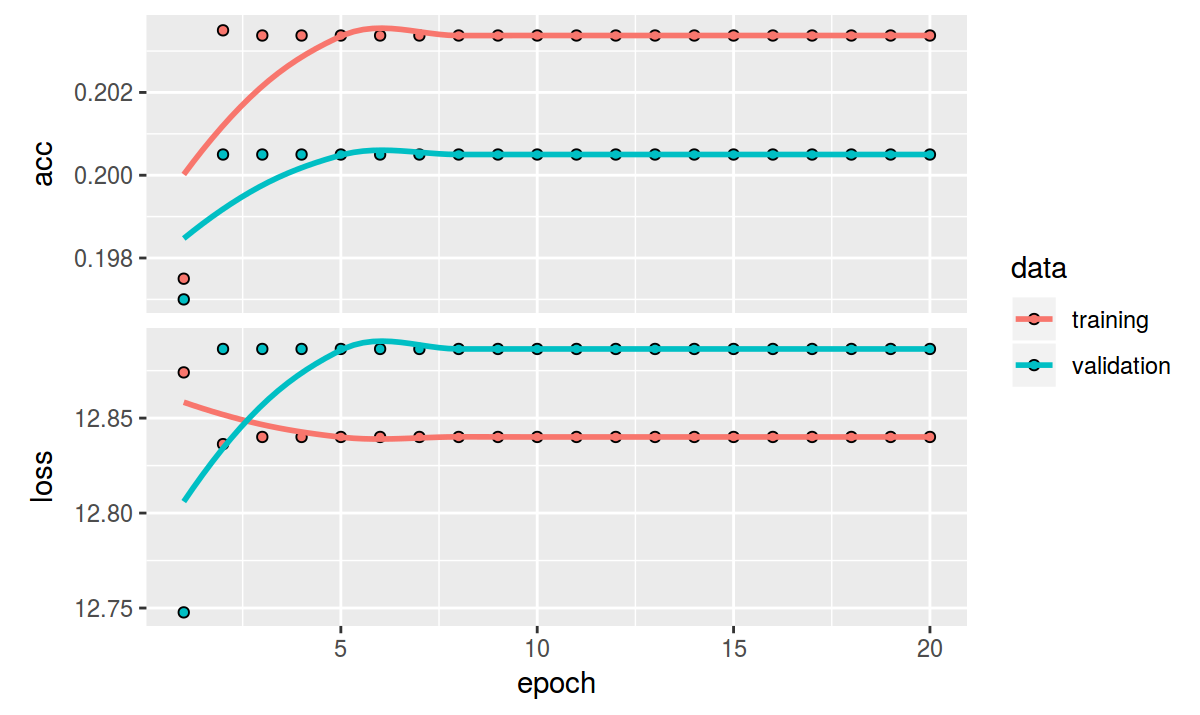 acc
0.202
0.200
0.198
loss
12.85
12.80
12.75
5 10 15 20
epoch
data
training
validation